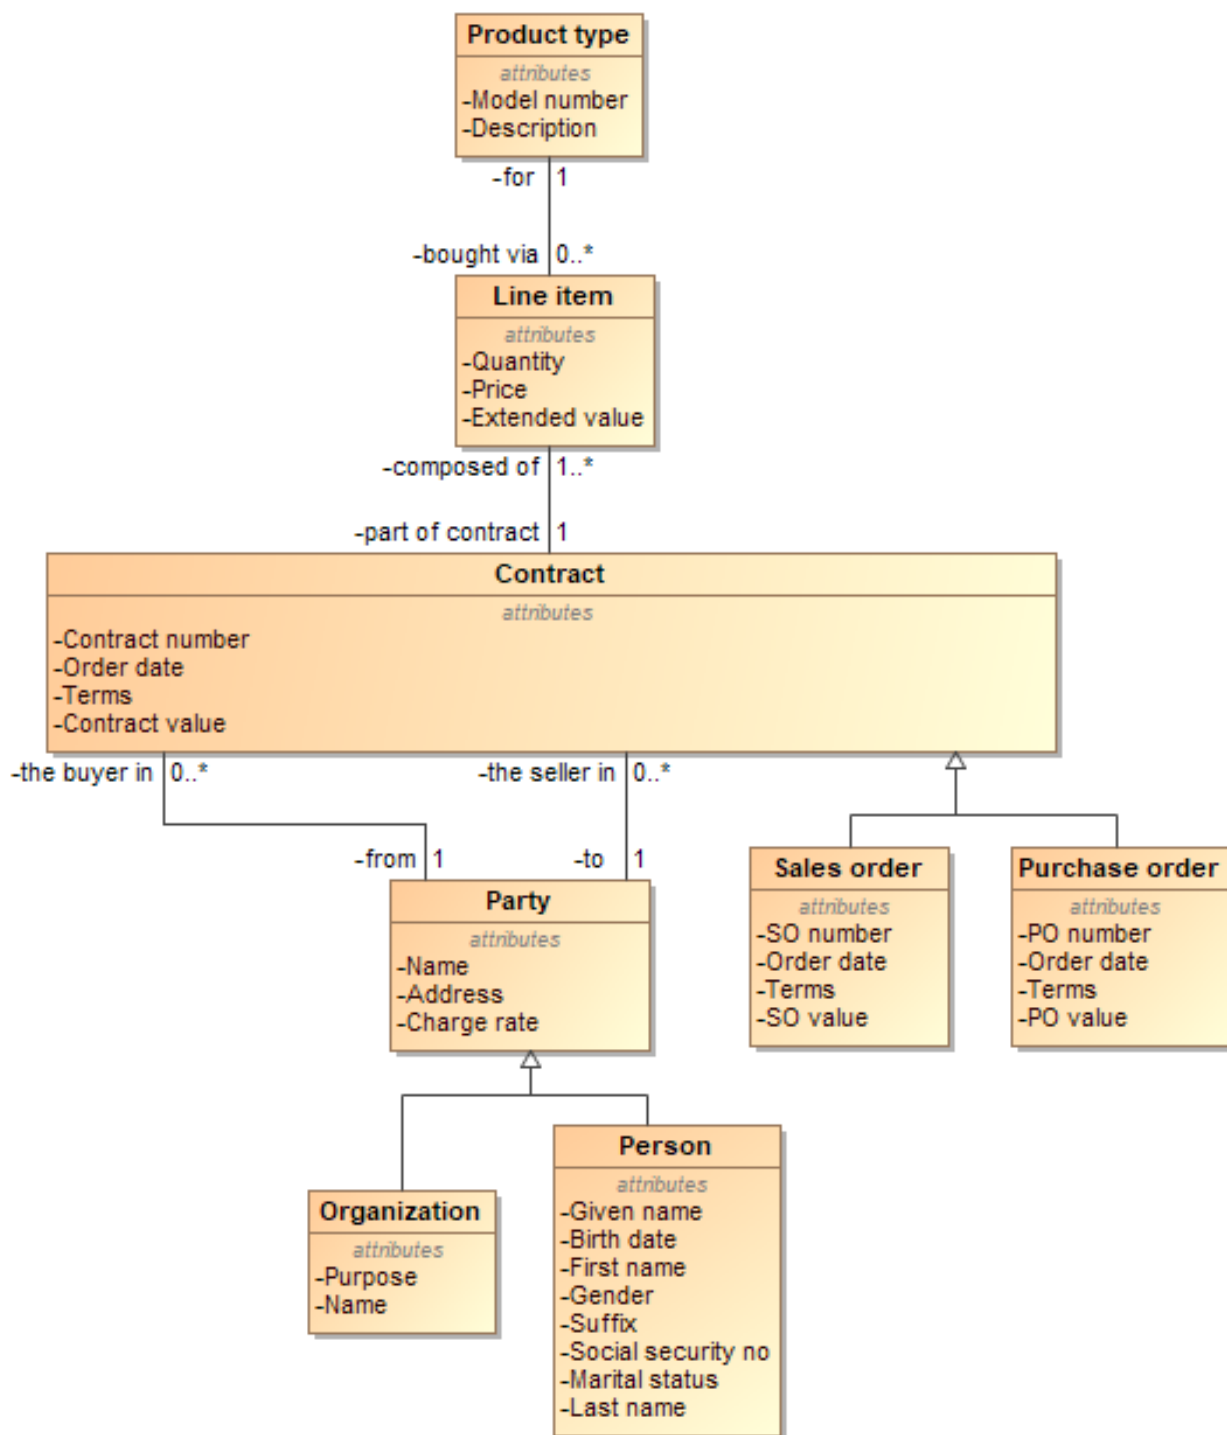 Product type
attributes
-Model number
-Description
-for 1
-bought via 0..*
Line item
attributes
-Quantity
-Price
-Extended value
-composed of 1..*
-part of contract 1
Contract
attributes
-Contract number
-Order date
-Terms
-Contract value
-the buyer in 0..*
-the seller in 0..*
-from 1
-to 1
Party
attributes
-Name
-Address
-Charge rate
Sales order
attributes
-SO number
-Order date
-Terms
-SO value
Purchase order
attributes
-PO number
-Order date
-Terms
-PO value
Organization
attributes
-Purpose
-Name
Person
attributes
-Given name
-Birth date
-First name
-Gender
-Suffix
-Social security no
-Marital status
-Last name